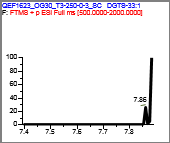 QEF1623_OG30_T3-250-0-3_8C DGTS-33:1
F: FTMS + p ESI Full ms [500.0000-2000.0000]
100
80
60
40
20
0
7.86
7.4 7.5 7.6 7.7 7.8